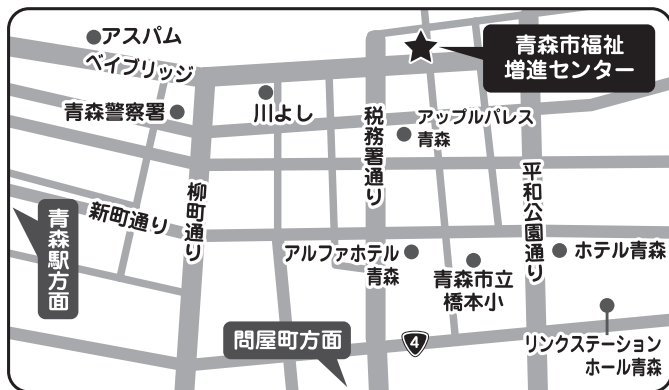 アスパム
ベイブリッジ
青森市福祉
増進センター
青森警察署
川よし
税務署通り
アップルパレス
青森
柳町通り
新町通り
平和公園通り
青森駅方面
アルファホテル
青森
青森市立
橋本小
ホテル青森
問屋町方面
4
リンクステーション
ホール青森